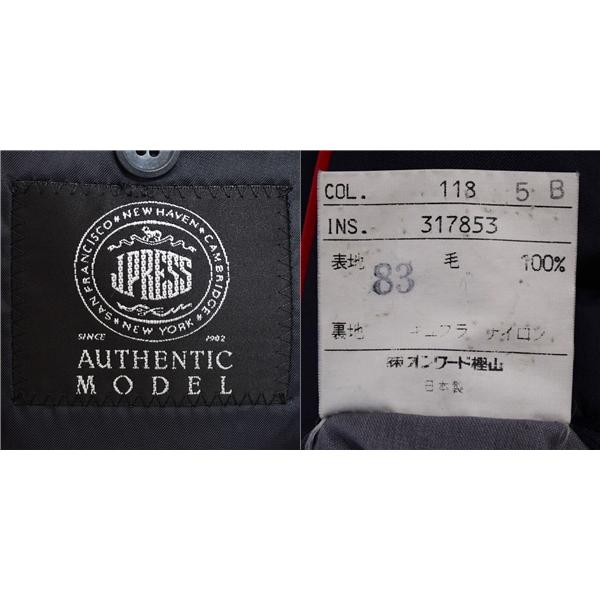 SAN FRANCISCO ★ NEW HAVEN ★ CAMBRIDGE ★ NEW YORK ★
J.PRESS
SINCE 1902
AUTHENTIC
MODEL
COL. 118 5 B
INS. 317853
表地 83 毛 100%
裏地 キュプラ ナイロン
㈱オンワード樫山
日本製